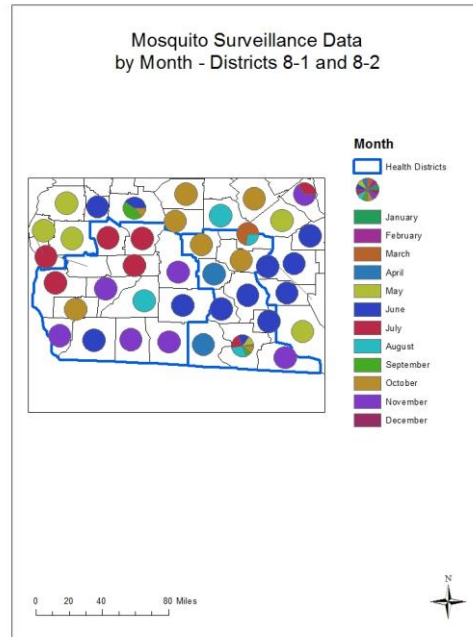 Mosquito Surveillance Data
by Month - Districts 8-1 and 8-2
Month
Health Districts
January
February
March
April
May
June
July
August
September
October
November
December
N
0 20 40 80 Miles